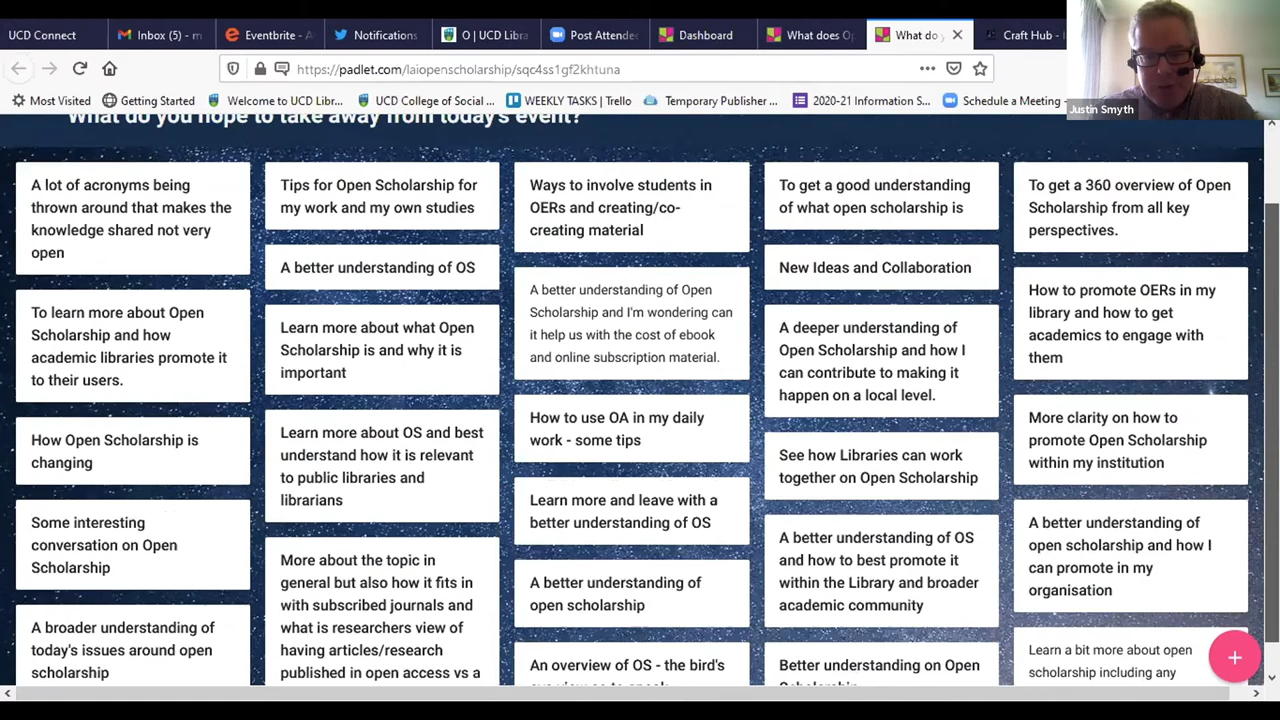 UCD Connect
Inbox (5) - m
Eventbrite - A
Notifications
O | UCD Libra
Post Attende
Dashboard
What does O
What do y
Craft Hub - I
https://padlet.com/laiopenscholarship/sqc4ss1gf2khtuna
Most Visited
Getting Started
Welcome to UCD Libr...
UCD College of Social ...
WEEKLY TASKS | Trello
Temporary Publisher ...
2020-21 Information S...
Schedule a Meeting -
Justin Smyth
What do you hope to take away from today's event?
A lot of acronyms being
thrown around that makes the
knowledge shared not very
open
To learn more about Open
Scholarship and how
academic libraries promote it
to their users.
How Open Scholarship is
changing
Some interesting
conversation on Open
Scholarship
A broader understanding of
today's issues around open
scholarship
Tips for Open Scholarship for
my work and my own studies
A better understanding of OS
Learn more about what Open
Scholarship is and why it is
important
Learn more about OS and best
understand how it is relevant
to public libraries and
librarians
More about the topic in
general but also how it fits in
with subscribed journals and
what is researchers view of
having articles/research
published in open access vs a
Ways to involve students in
OERs and creating/co-
creating material
A better understanding of Open
Scholarship and I'm wondering can
it help us with the cost of ebook
and online subscription material.
How to use OA in my daily
work - some tips
Learn more and leave with a
better understanding of OS
A better understanding of
open scholarship
An overview of OS - the bird's
To get a good understanding
of what open scholarship is
New Ideas and Collaboration
A deeper understanding of
Open Scholarship and how I
can contribute to making it
happen on a local level.
See how Libraries can work
together on Open Scholarship
A better understanding of OS
and how to best promote it
within the Library and broader
academic community
Better understanding on Open
Scholarship
To get a 360 overview of Open
Scholarship from all key
perspectives.
How to promote OERs in my
library and how to get
academics to engage with
them
More clarity on how to
promote Open Scholarship
within my institution
A better understanding of
open scholarship and how I
can promote in my
organisation
Learn a bit more about open
scholarship including any